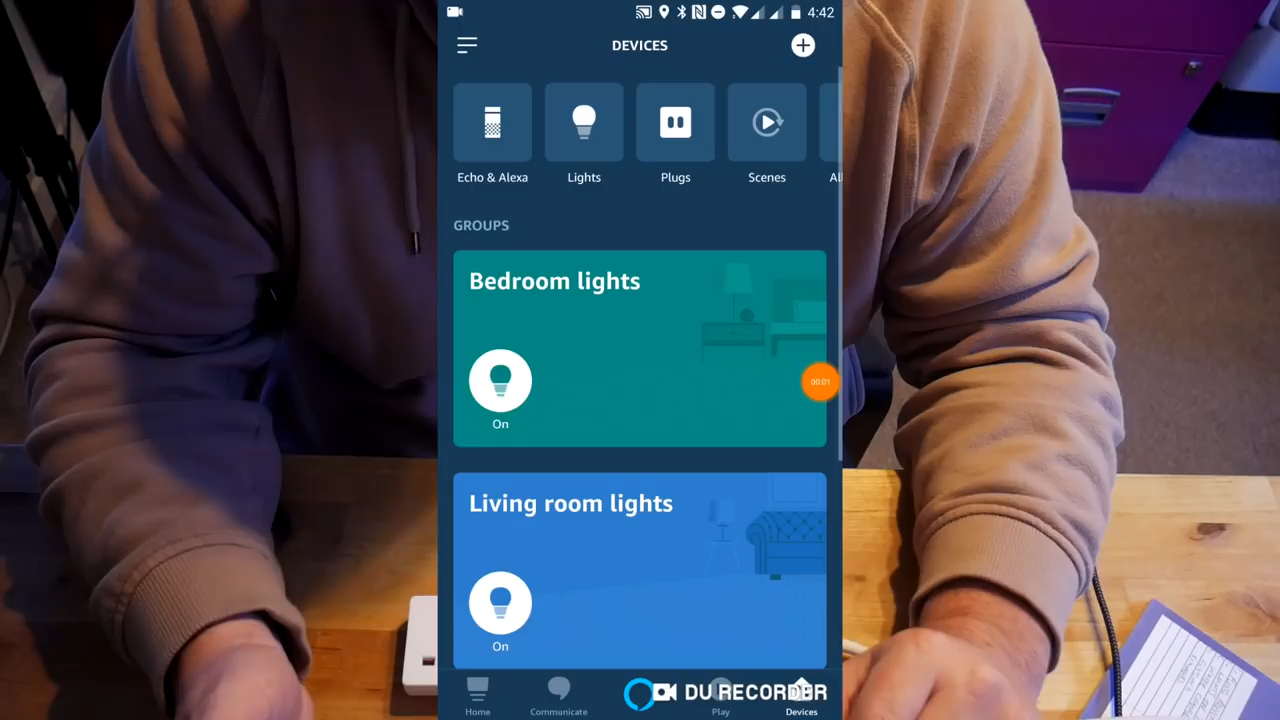 4:42
DEVICES
Echo & Alexa
Lights
Plugs
Scenes
Al
GROUPS
Bedroom lights
On
00:01
Living room lights
On
DU RECORDER
Home
Communicate
Play
Devices